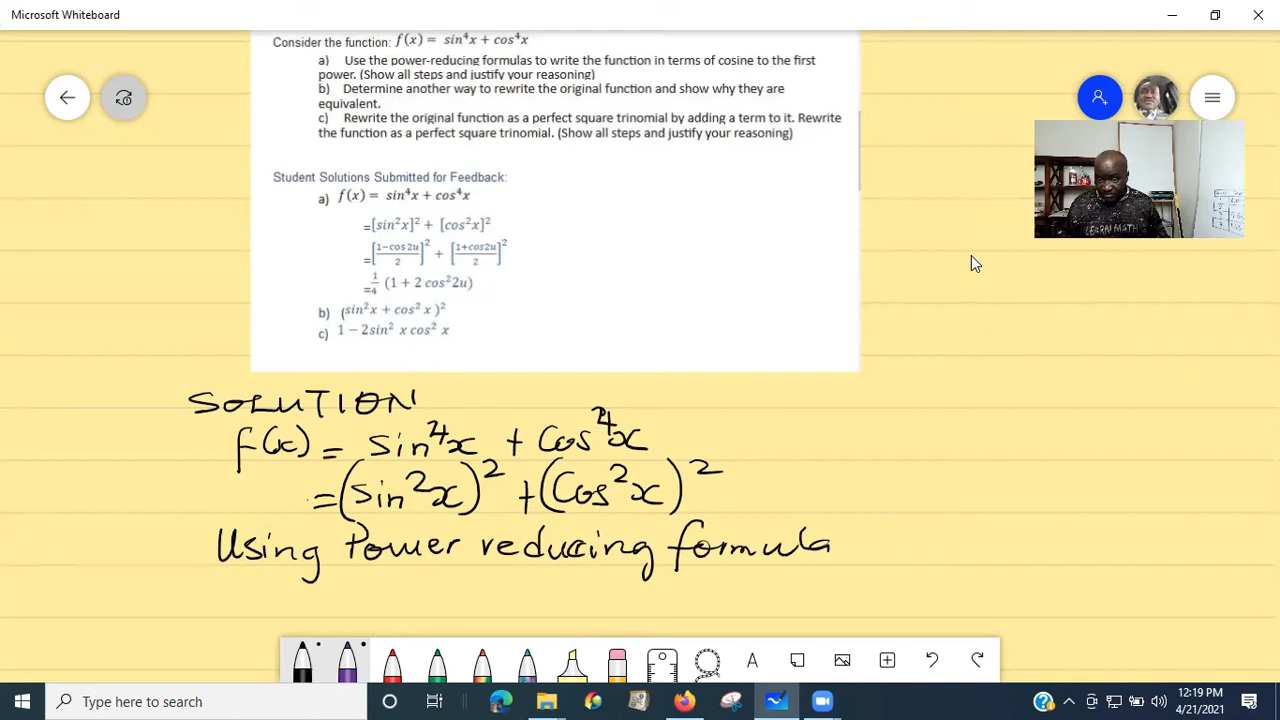 Microsoft Whiteboard
Consider the function: f(x) = sin⁴x + cos⁴x
a) Use the power-reducing formulas to write the function in terms of cosine to the first
power. (Show all steps and justify your reasoning)
b) Determine another way to rewrite the original function and show why they are
equivalent.
c) Rewrite the original function as a perfect square trinomial by adding a term to it. Rewrite
the function as a perfect square trinomial. (Show all steps and justify your reasoning)
Student Solutions Submitted for Feedback:
a) f(x) = sin⁴x + cos⁴x
=[sin²x]² + [cos²x]²
=[(1−cos 2u)/2]² + [(1+cos2u)/2]²
=1/4 (1 + 2 cos²2u)
b) (sin²x + cos² x )²
c) 1 − 2sin² x cos² x
SOLUTION
f(x) = sin⁴x + Cos⁴x
=(sin²x)² + (Cos²x)²
Using Power reducing formula
LEARN MATH
A
Type here to search
12:19 PM
4/21/2021